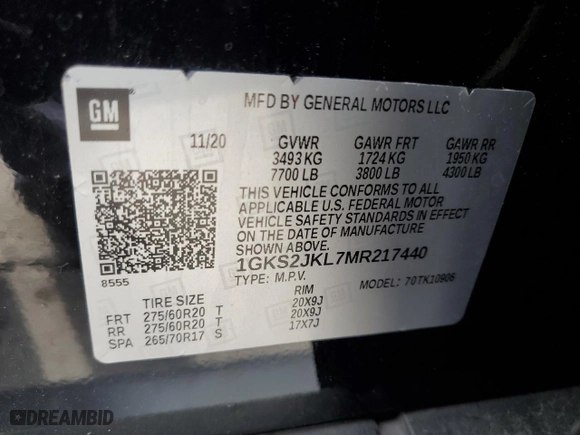 GM
MFD BY GENERAL MOTORS LLC
11/20 GVWR GAWR FRT GAWR RR
3493 KG 1724 KG 1950 KG
7700 LB 3800 LB 4300 LB
THIS VEHICLE CONFORMS TO ALL
APPLICABLE U.S. FEDERAL MOTOR
VEHICLE SAFETY STANDARDS IN EFFECT
ON THE DATE OF MANUFACTURE
1GKS2JKL7MR217440
TYPE: M.P.V. MODEL: 70TK10906
8555
TIRE SIZE RIM
FRT 275/60R20 T 20X9J
RR 275/60R20 T 20X9J
SPA 265/70R17 S 17X7J
DREAMBID